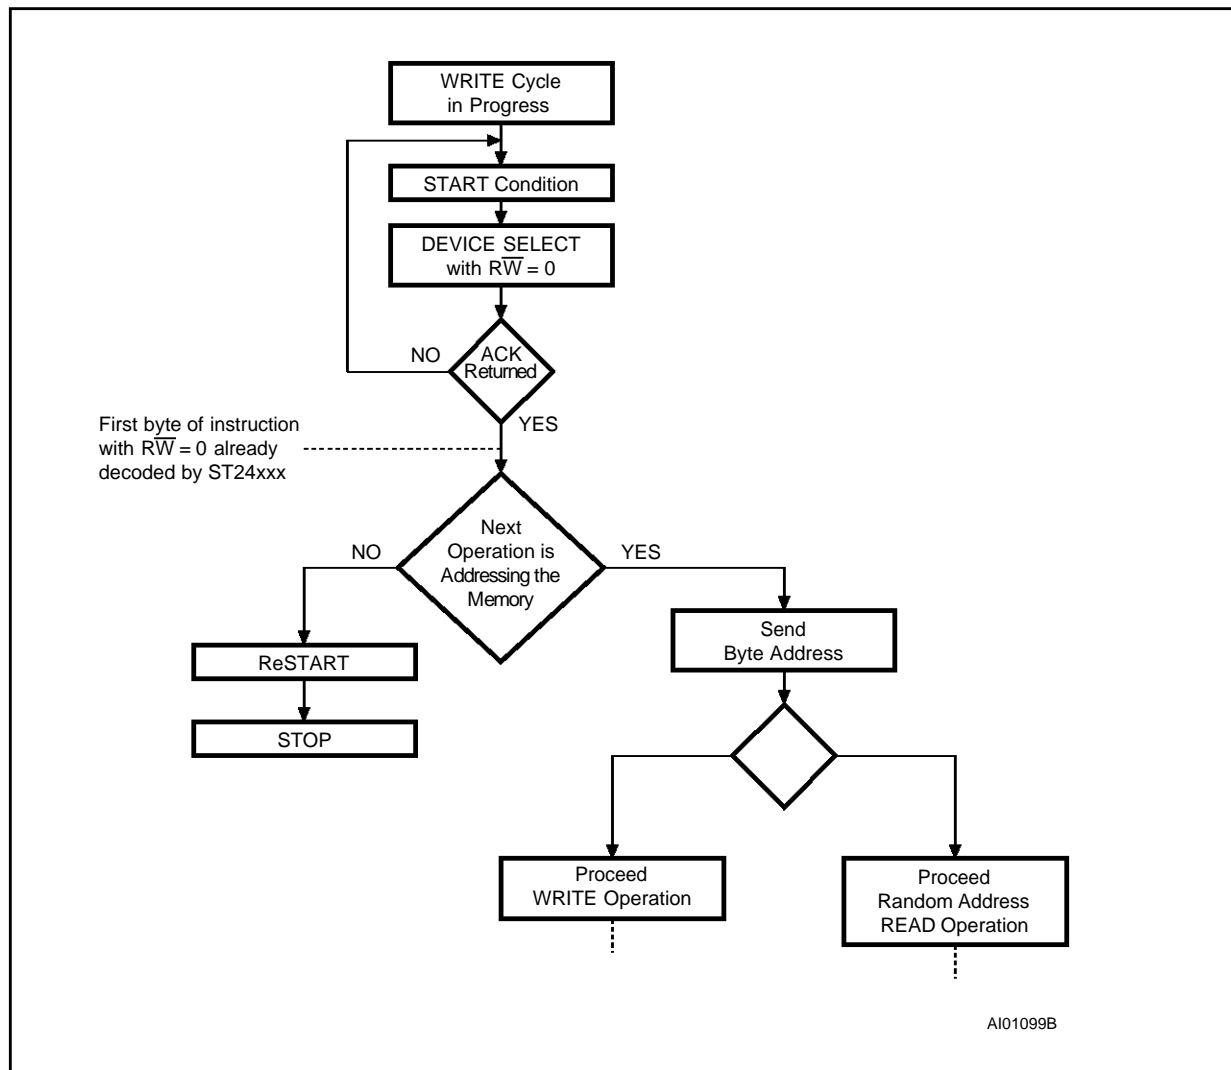 WRITE Cycle
in Progress
START Condition
DEVICE SELECT
with RW̅ = 0
NO
ACK
Returned
YES
First byte of instruction
with RW̅ = 0 already
decoded by ST24xxx
NO
Next
Operation is
Addressing the
Memory
YES
Send
Byte Address
ReSTART
STOP
Proceed
WRITE Operation
Proceed
Random Address
READ Operation
AI01099B